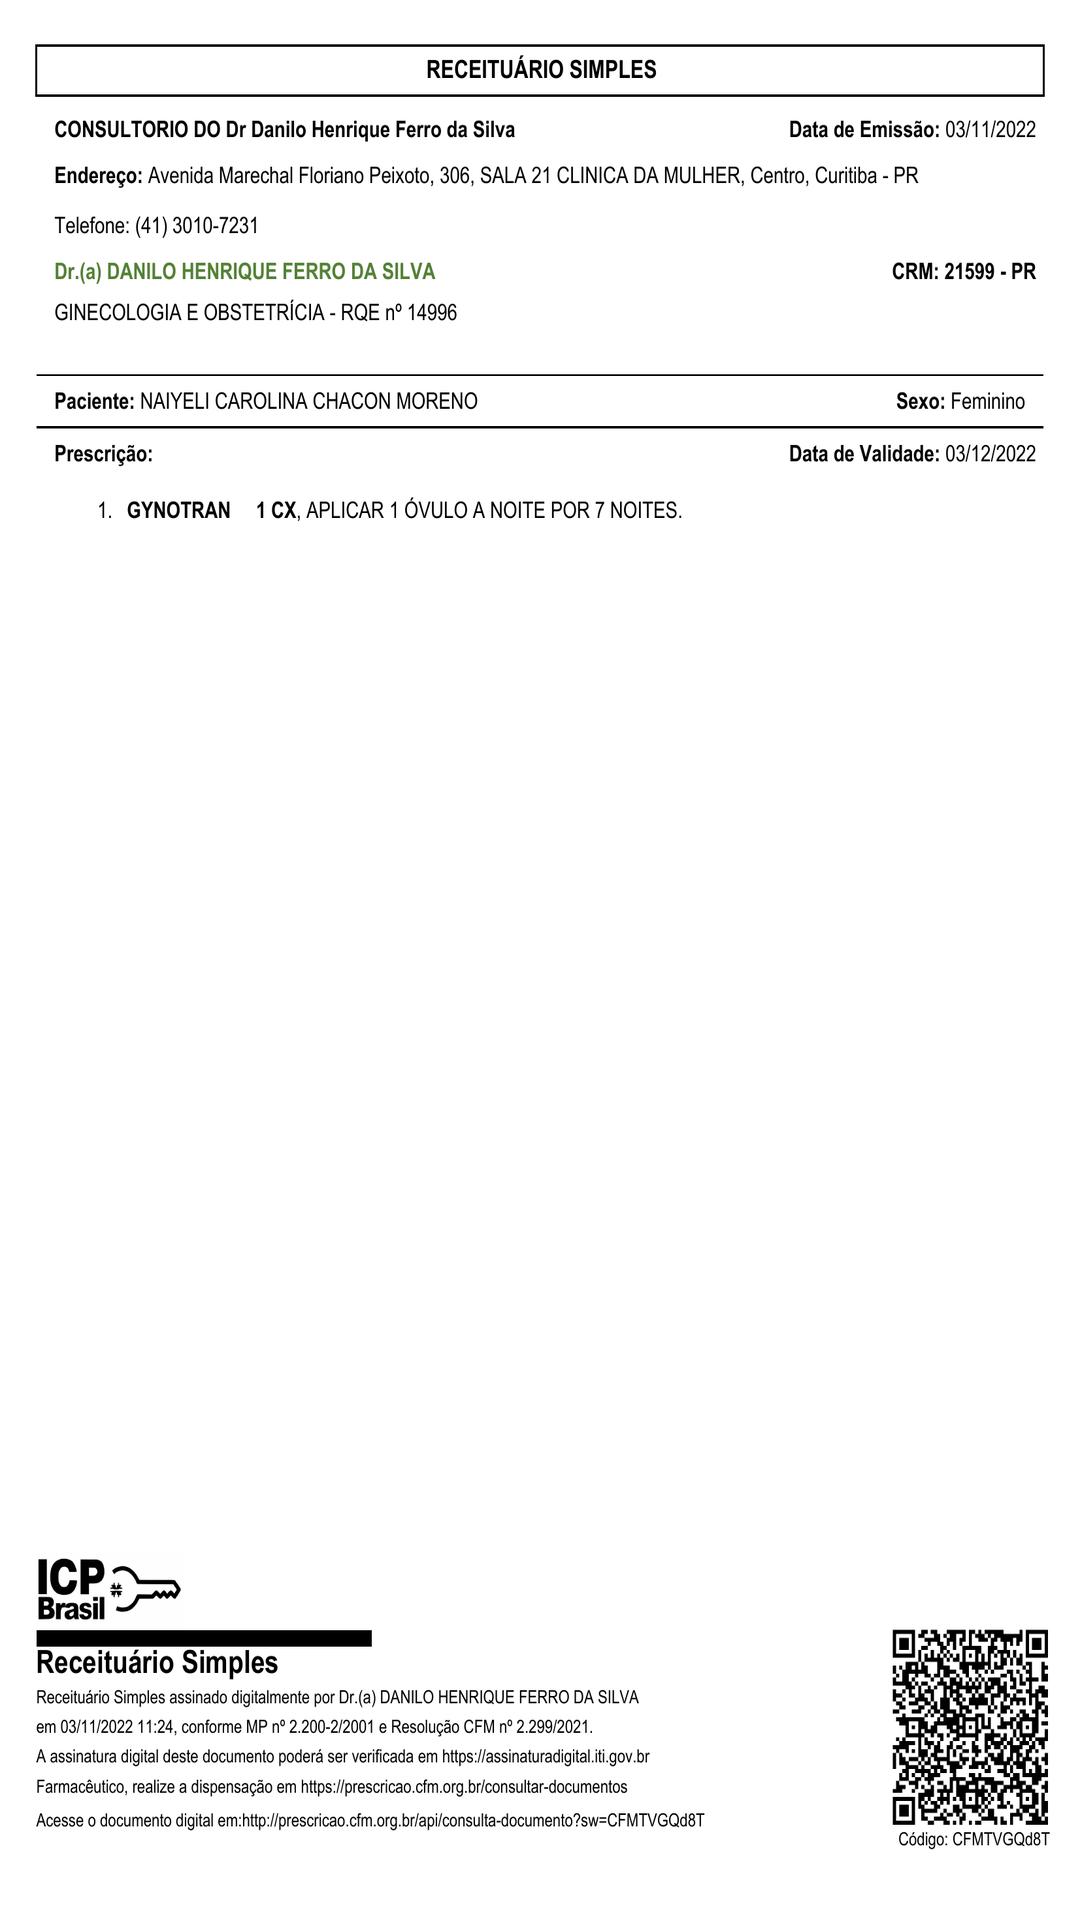 RECEITUÁRIO SIMPLES
CONSULTORIO DO Dr Danilo Henrique Ferro da Silva Data de Emissão: 03/11/2022
Endereço: Avenida Marechal Floriano Peixoto, 306, SALA 21 CLINICA DA MULHER, Centro, Curitiba - PR
Telefone: (41) 3010-7231
Dr.(a) DANILO HENRIQUE FERRO DA SILVA CRM: 21599 - PR
GINECOLOGIA E OBSTETRÍCIA - RQE nº 14996
Paciente: NAIYELI CAROLINA CHACON MORENO Sexo: Feminino
Prescrição: Data de Validade: 03/12/2022
1. GYNOTRAN 1 CX, APLICAR 1 ÓVULO A NOITE POR 7 NOITES.
ICP
Brasil
Receituário Simples
Receituário Simples assinado digitalmente por Dr.(a) DANILO HENRIQUE FERRO DA SILVA
em 03/11/2022 11:24, conforme MP nº 2.200-2/2001 e Resolução CFM nº 2.299/2021.
A assinatura digital deste documento poderá ser verificada em https://assinaturadigital.iti.gov.br
Farmacêutico, realize a dispensação em https://prescricao.cfm.org.br/consultar-documentos
Acesse o documento digital em:http://prescricao.cfm.org.br/api/consulta-documento?sw=CFMTVGQd8T
Código: CFMTVGQd8T